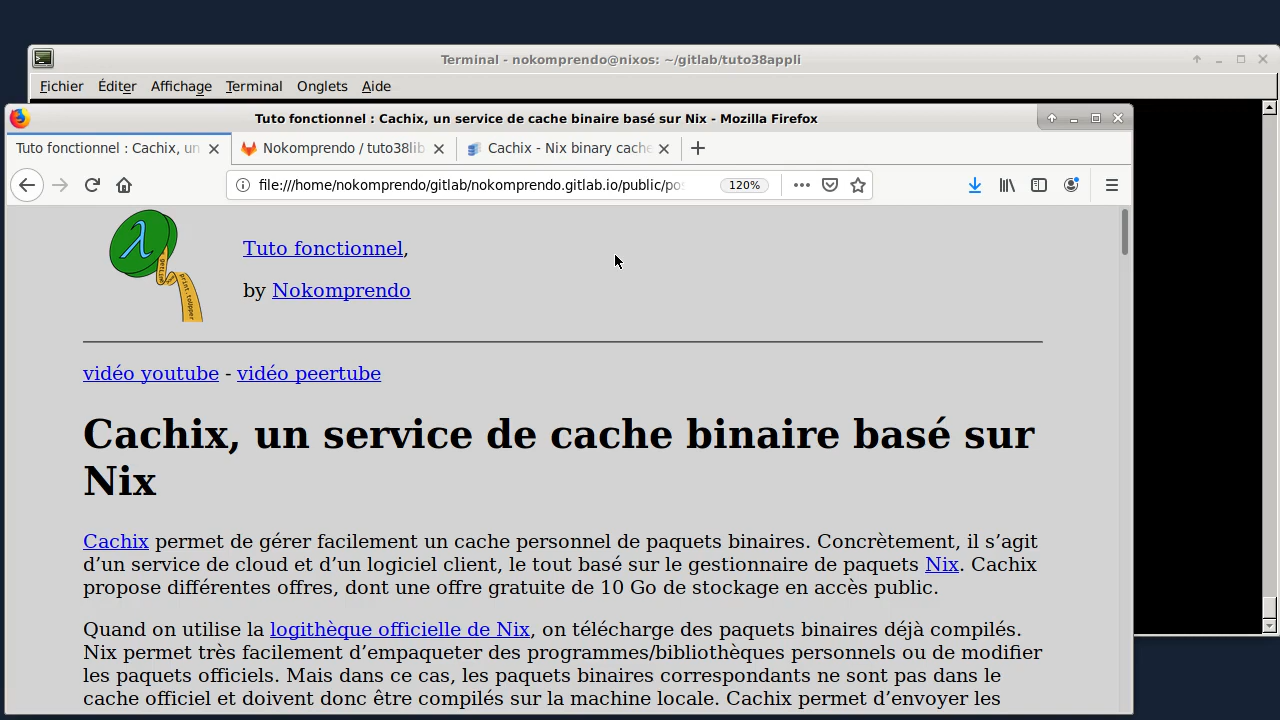 Terminal - nokomprendo@nixos: ~/gitlab/tuto38appli
Fichier Éditer Affichage Terminal Onglets Aide
Tuto fonctionnel : Cachix, un service de cache binaire basé sur Nix - Mozilla Firefox
Tuto fonctionnel : Cachix, un
Nokomprendo / tuto38lib
Cachix - Nix binary cache
file:///home/nokomprendo/gitlab/nokomprendo.gitlab.io/public/po
120%
λ
Tuto fonctionnel,
by Nokomprendo
vidéo youtube - vidéo peertube
Cachix, un service de cache binaire basé sur
Nix
Cachix permet de gérer facilement un cache personnel de paquets binaires. Concrètement, il s’agit
d’un service de cloud et d’un logiciel client, le tout basé sur le gestionnaire de paquets Nix. Cachix
propose différentes offres, dont une offre gratuite de 10 Go de stockage en accès public.
Quand on utilise la logithèque officielle de Nix, on télécharge des paquets binaires déjà compilés.
Nix permet très facilement d’empaqueter des programmes/bibliothèques personnels ou de modifier
les paquets officiels. Mais dans ce cas, les paquets binaires correspondants ne sont pas dans le
cache officiel et doivent donc être compilés sur la machine locale. Cachix permet d’envoyer les